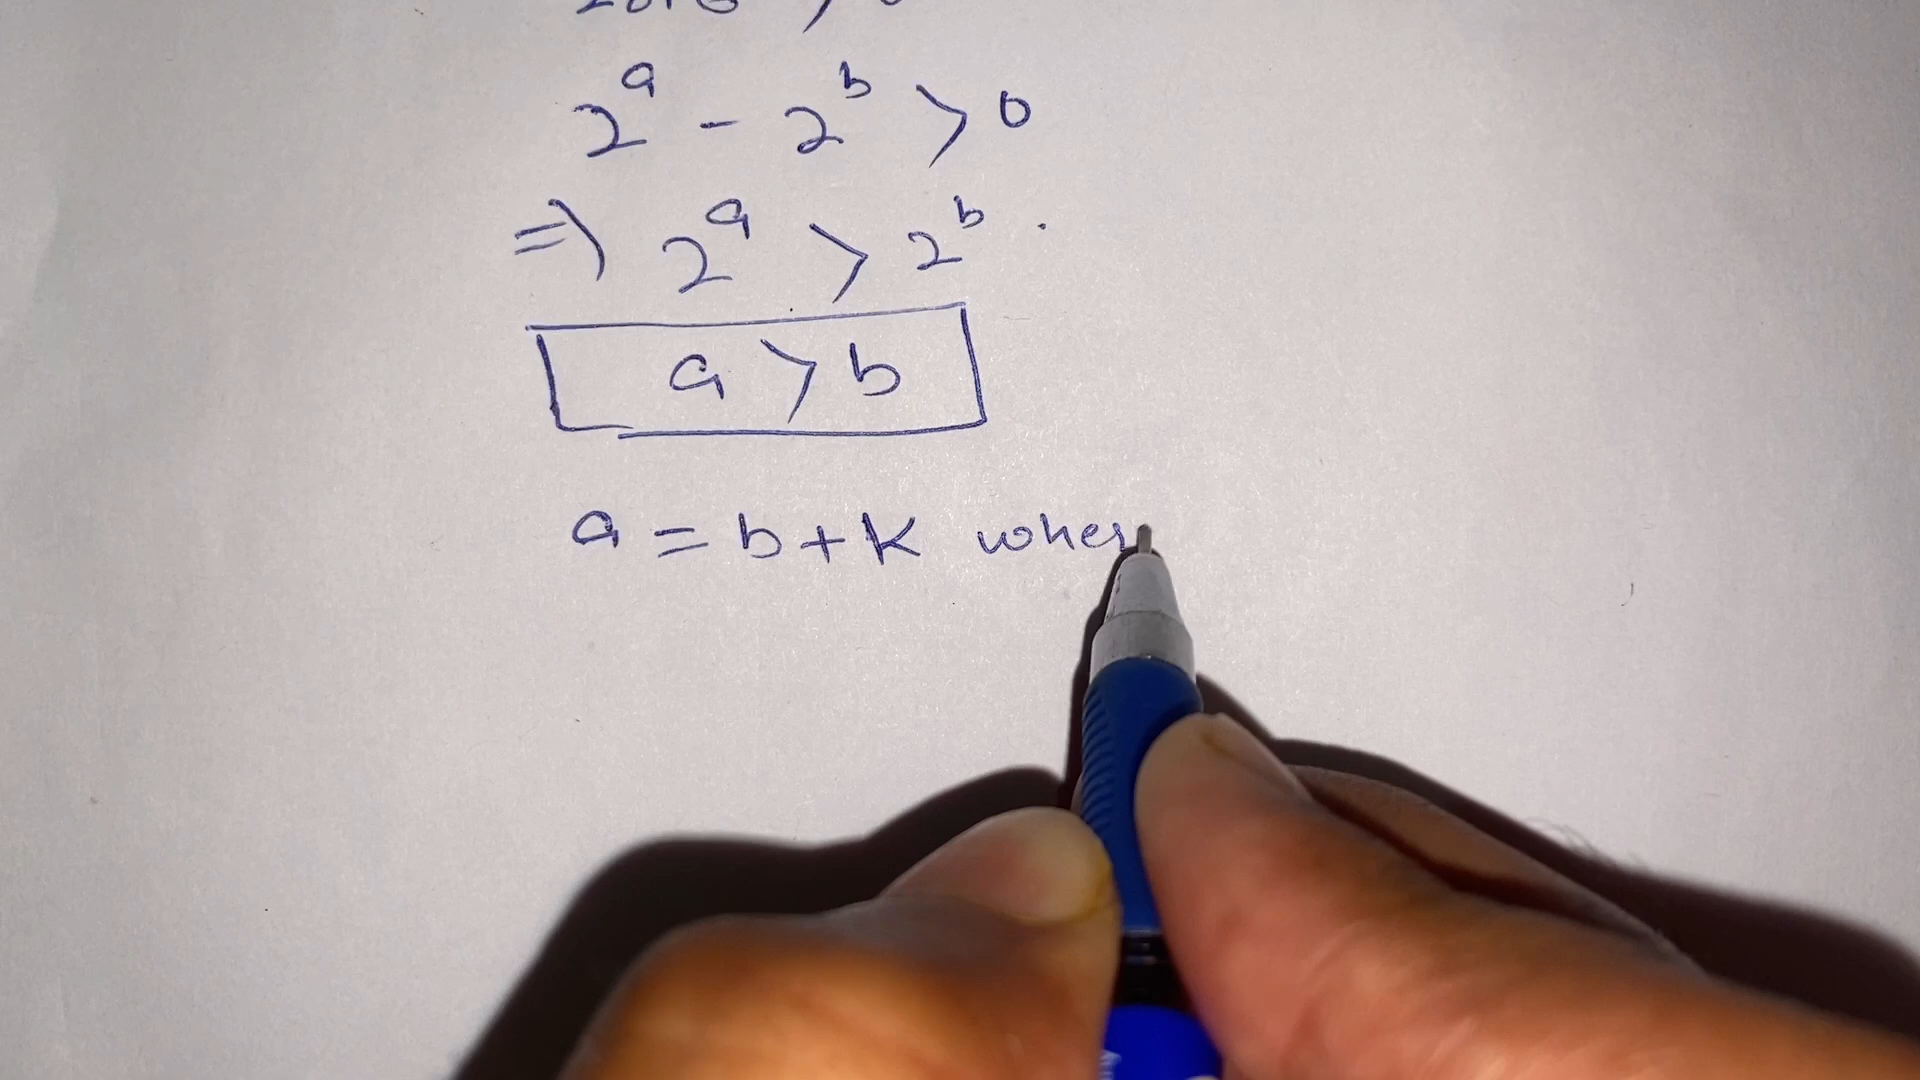 2^a - 2^b > 0
=> 2^a > 2^b .
a > b
a = b + k wher